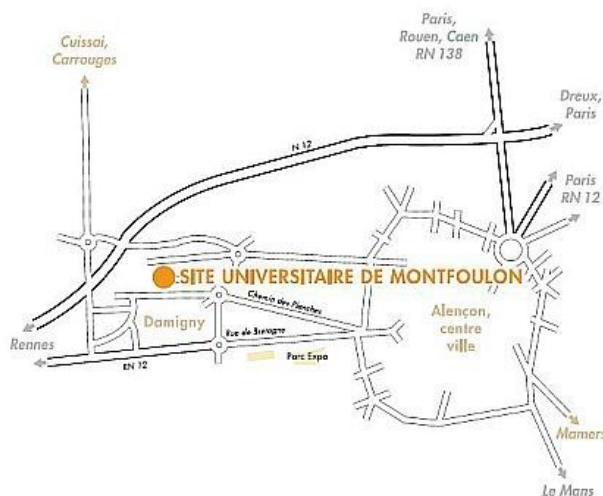 Paris,
Rouen, Caen
RN 138
Cuissai,
Carrouges
Dreux,
Paris
N 12
Paris
RN 12
SITE UNIVERSITAIRE DE MONTFOULON
Chemin des Planches
Damigny
Alençon,
centre
ville
Rue de Bretagne
Rennes
Parc Expo
RN 12
Mamers
Le Mans